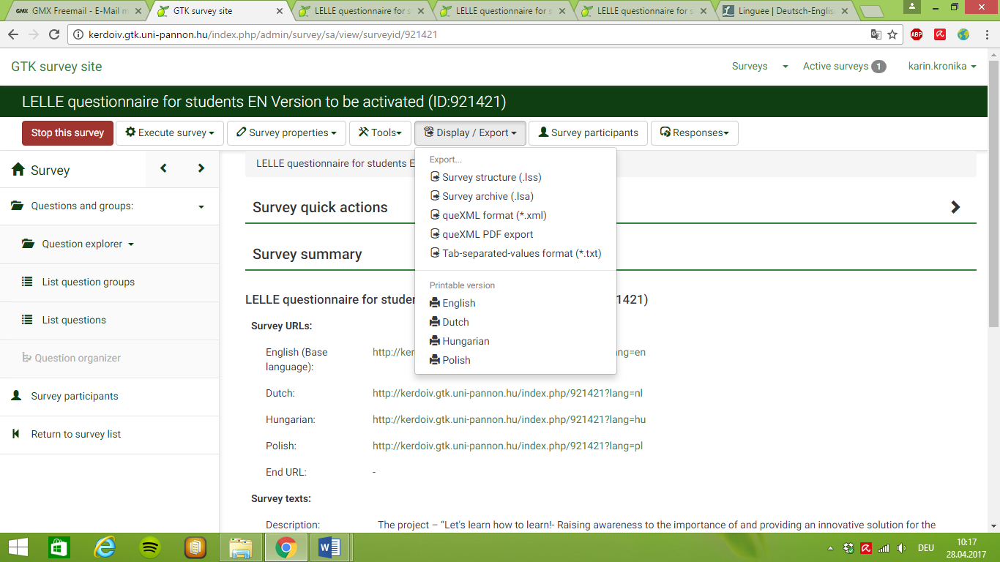 GMX Freemail - E-Mail m
GTK survey site
LELLE questionnaire for s
LELLE questionnaire for s
LELLE questionnaire for s
Linguee | Deutsch-Englis
kerdoiv.gtk.uni-pannon.hu/index.php/admin/survey/sa/view/surveyid/921421
ABP
GTK survey site
Surveys
Active surveys 1
karin.kronika
LELLE questionnaire for students EN Version to be activated (ID:921421)
Stop this survey
Execute survey
Survey properties
Tools
Display / Export
Survey participants
Responses
Survey
Questions and groups:
Question explorer
List question groups
List questions
Question organizer
Survey participants
Return to survey list
LELLE questionnaire for students E
Export...
Survey structure (.lss)
Survey archive (.lsa)
queXML format (*.xml)
queXML PDF export
Tab-separated-values format (*.txt)
Printable version
English
Dutch
Hungarian
Polish
Survey quick actions
Survey summary
LELLE questionnaire for studen 1421)
Survey URLs:
English (Base language):
http://ker ng=en
Dutch:
http://kerdoiv.gtk.uni-pannon.hu/index.php/921421?lang=nl
Hungarian:
http://kerdoiv.gtk.uni-pannon.hu/index.php/921421?lang=hu
Polish:
http://kerdoiv.gtk.uni-pannon.hu/index.php/921421?lang=pl
End URL:
-
Survey texts:
Description:
The project – “Let's learn how to learn!- Raising awareness to the importance of and providing an innovative solution for the
DEU
10:17
28.04.2017